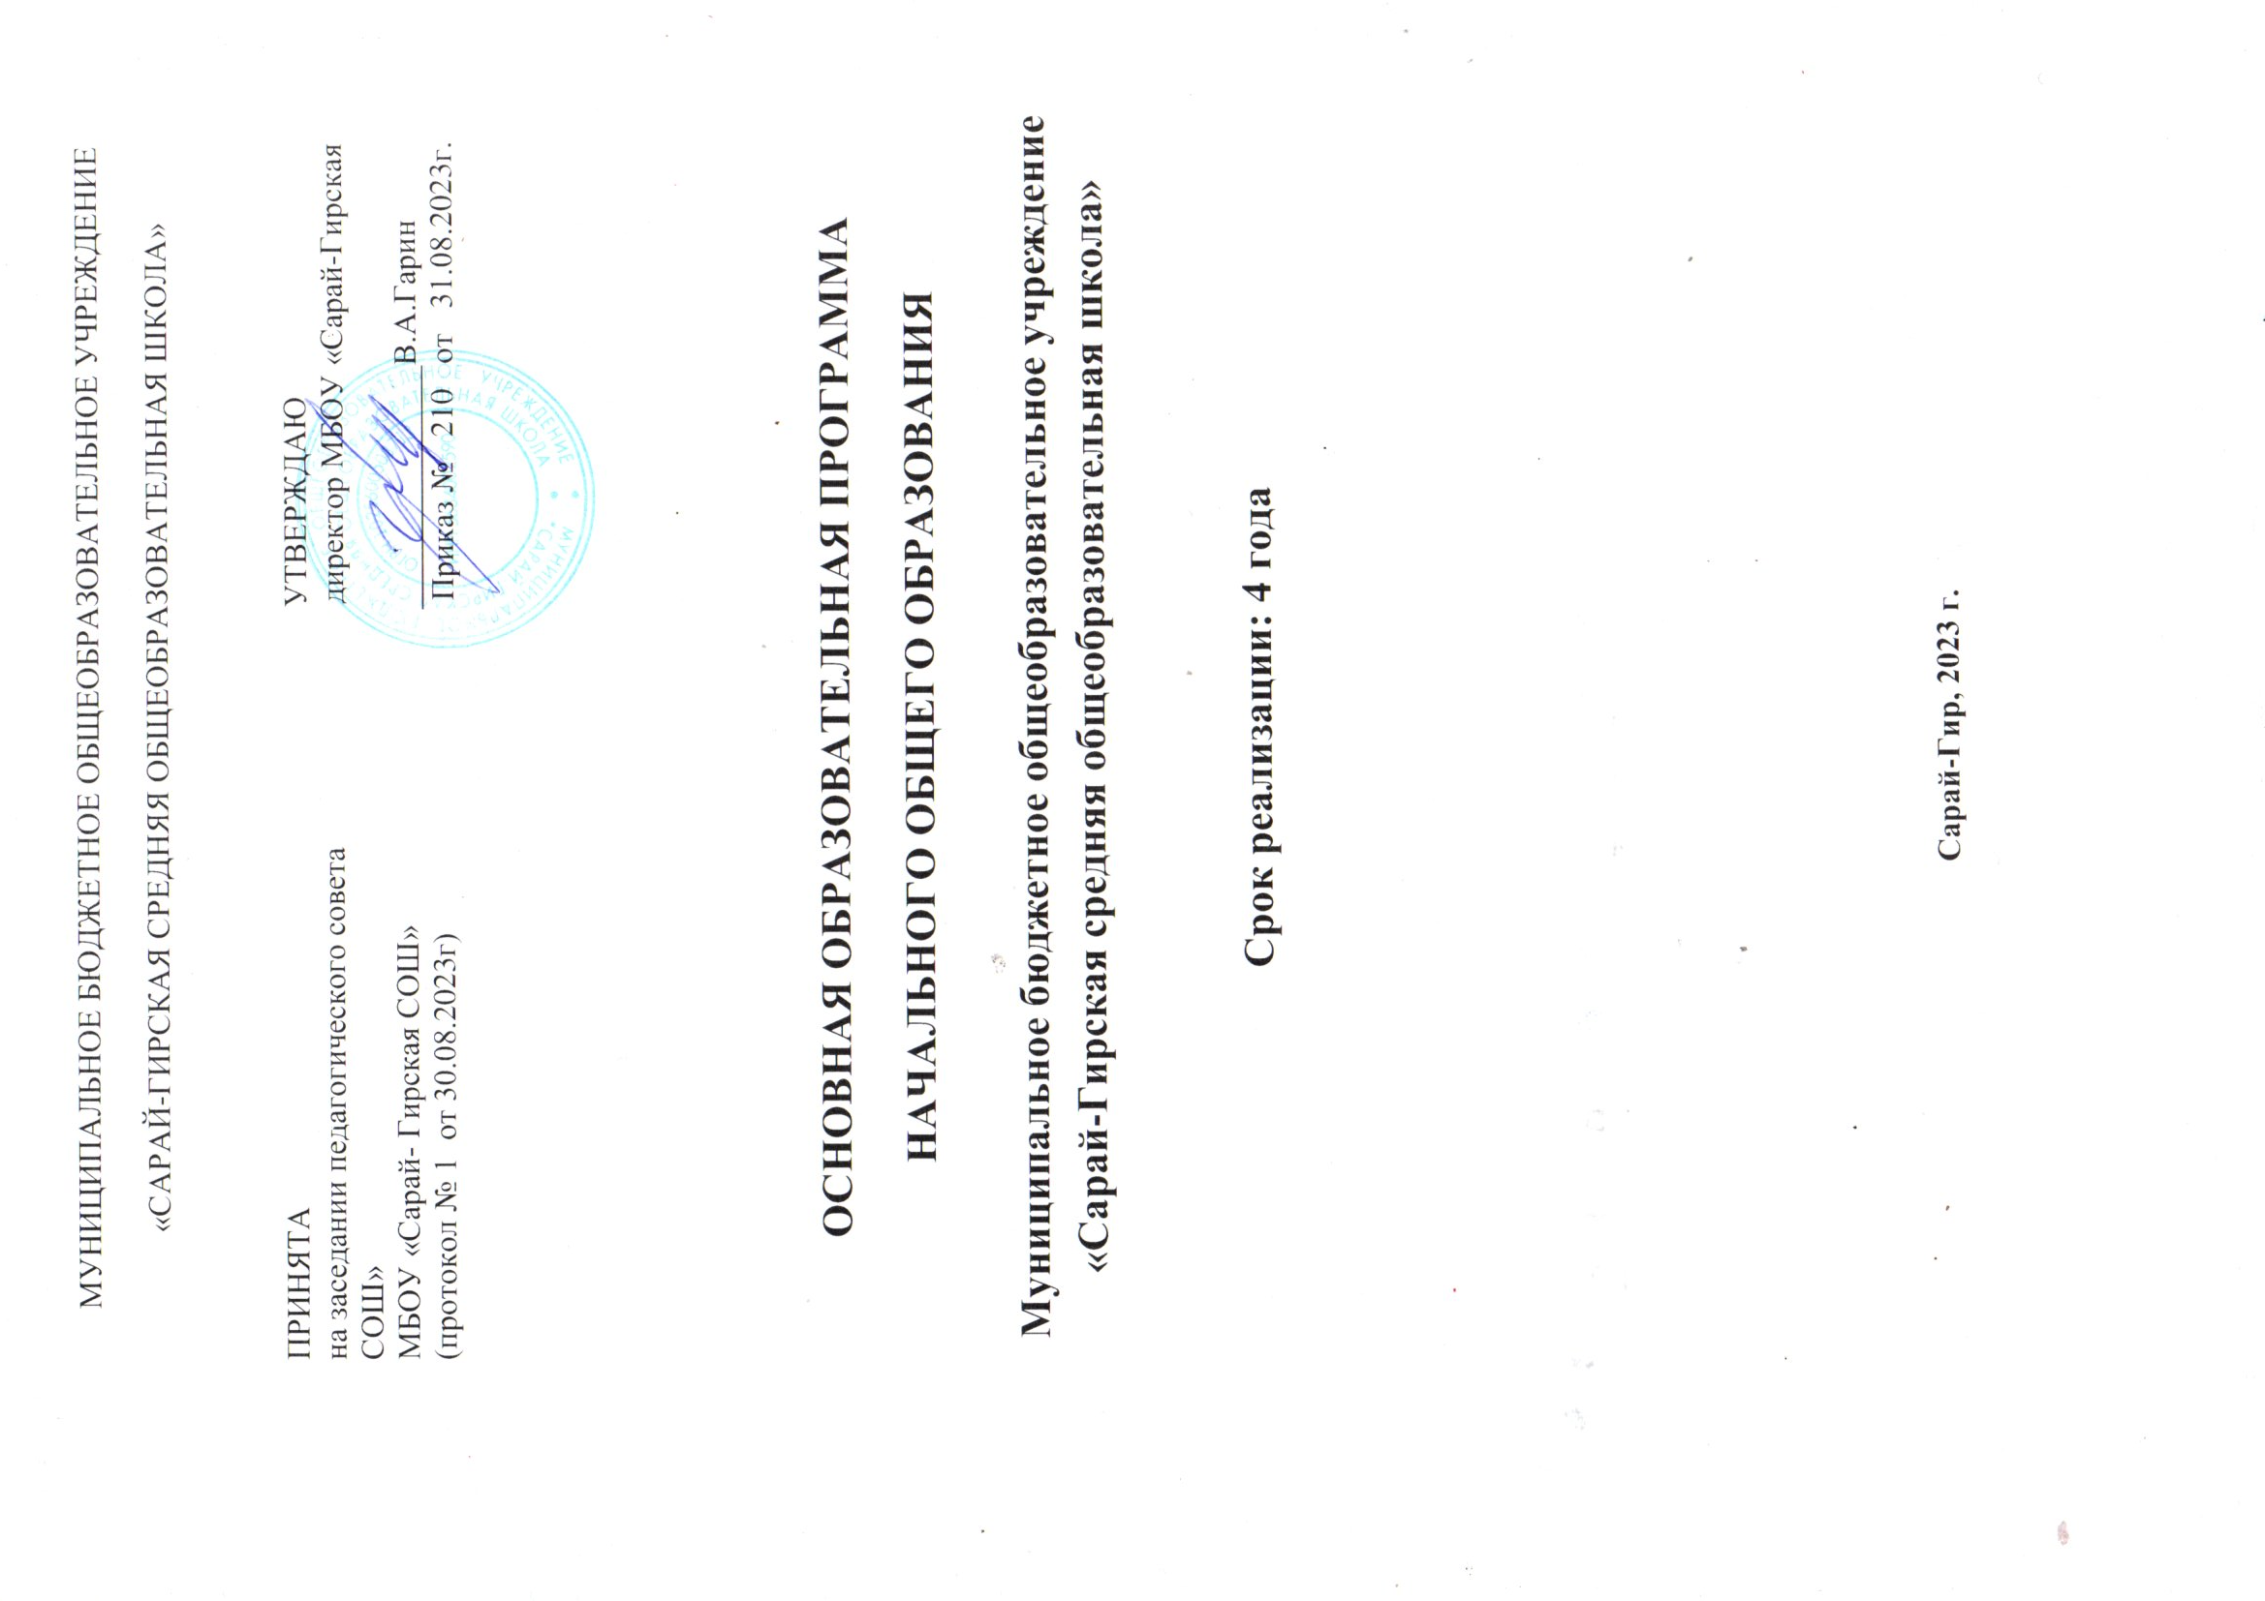 МУНИЦИПАЛЬНОЕ БЮДЖЕТНОЕ ОБЩЕОБРАЗОВАТЕЛЬНОЕ УЧРЕЖДЕНИЕ
«САРАЙ-ГИРСКАЯ СРЕДНЯЯ ОБЩЕОБРАЗОВАТЕЛЬНАЯ ШКОЛА»
ПРИНЯТА
на заседании педагогического совета
СОШ»
МБОУ «Сарай- Гирская СОШ»
(протокол № 1 от 30.08.2023г)
УТВЕРЖДАЮ
директор МБОУ «Сарай-Гирская
В.А.Гарин
Приказ № 210 от 31.08.2023г.
ОСНОВНАЯ ОБРАЗОВАТЕЛЬНАЯ ПРОГРАММА
НАЧАЛЬНОГО ОБЩЕГО ОБРАЗОВАНИЯ
Муниципальное бюджетное общеобразовательное учреждение
«Сарай-Гирская средняя общеобразовательная школа»
Срок реализации: 4 года
Сарай-Гир, 2023 г.